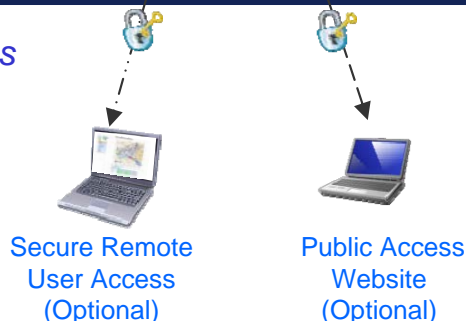 s
Secure Remote
User Access
(Optional)
Public Access
Website
(Optional)